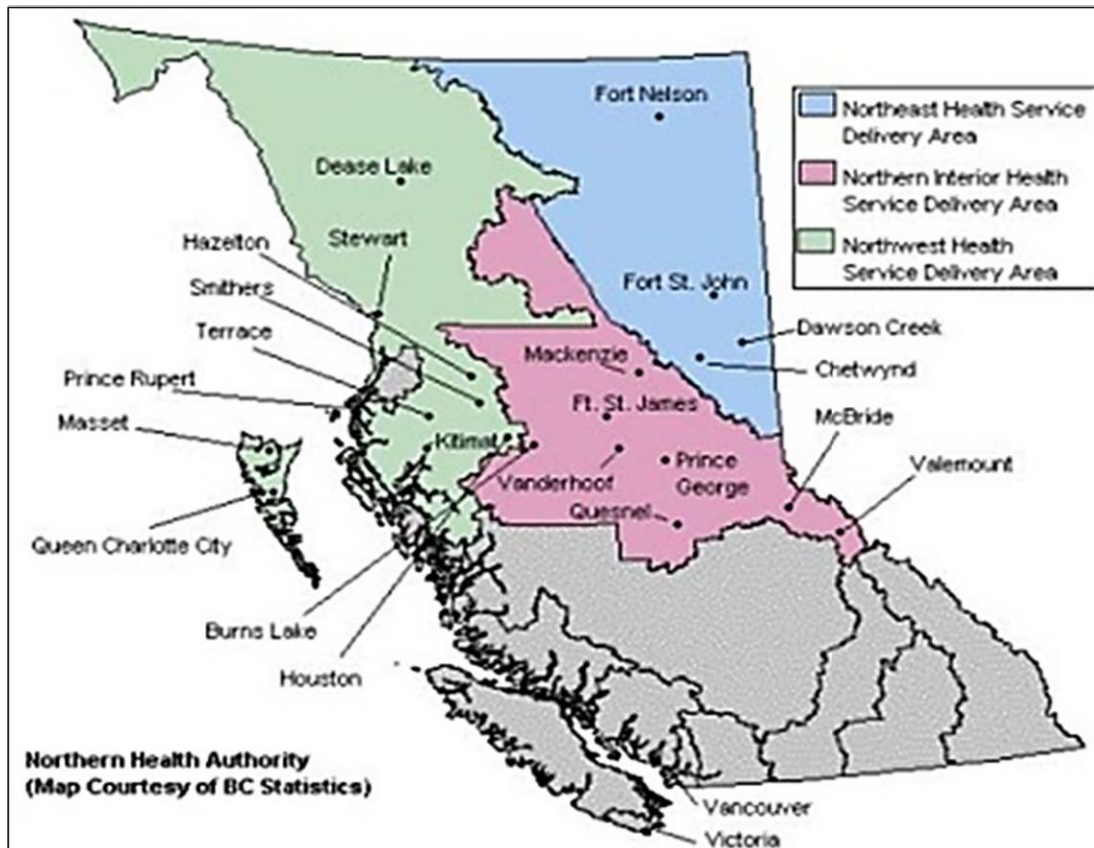 Fort Nelson
Northeast Health Service
Delivery Area
Northern Interior Health
Service Delivery Area
Northwest Health
Service Delivery Area
Dease Lake
Stewart
Hazelton
Smithers
Terrace
Prince Rupert
Masset
Fort St. John
Dawson Creek
Mackenzie
Chetwynd
Ft. St. James
McBride
Kitimat
Vanderhoof
Prince
George
Valemount
Quesnel
Queen Charlotte City
Burns Lake
Houston
Northern Health Authority
(Map Courtesy of BC Statistics)
Vancouver
Victoria